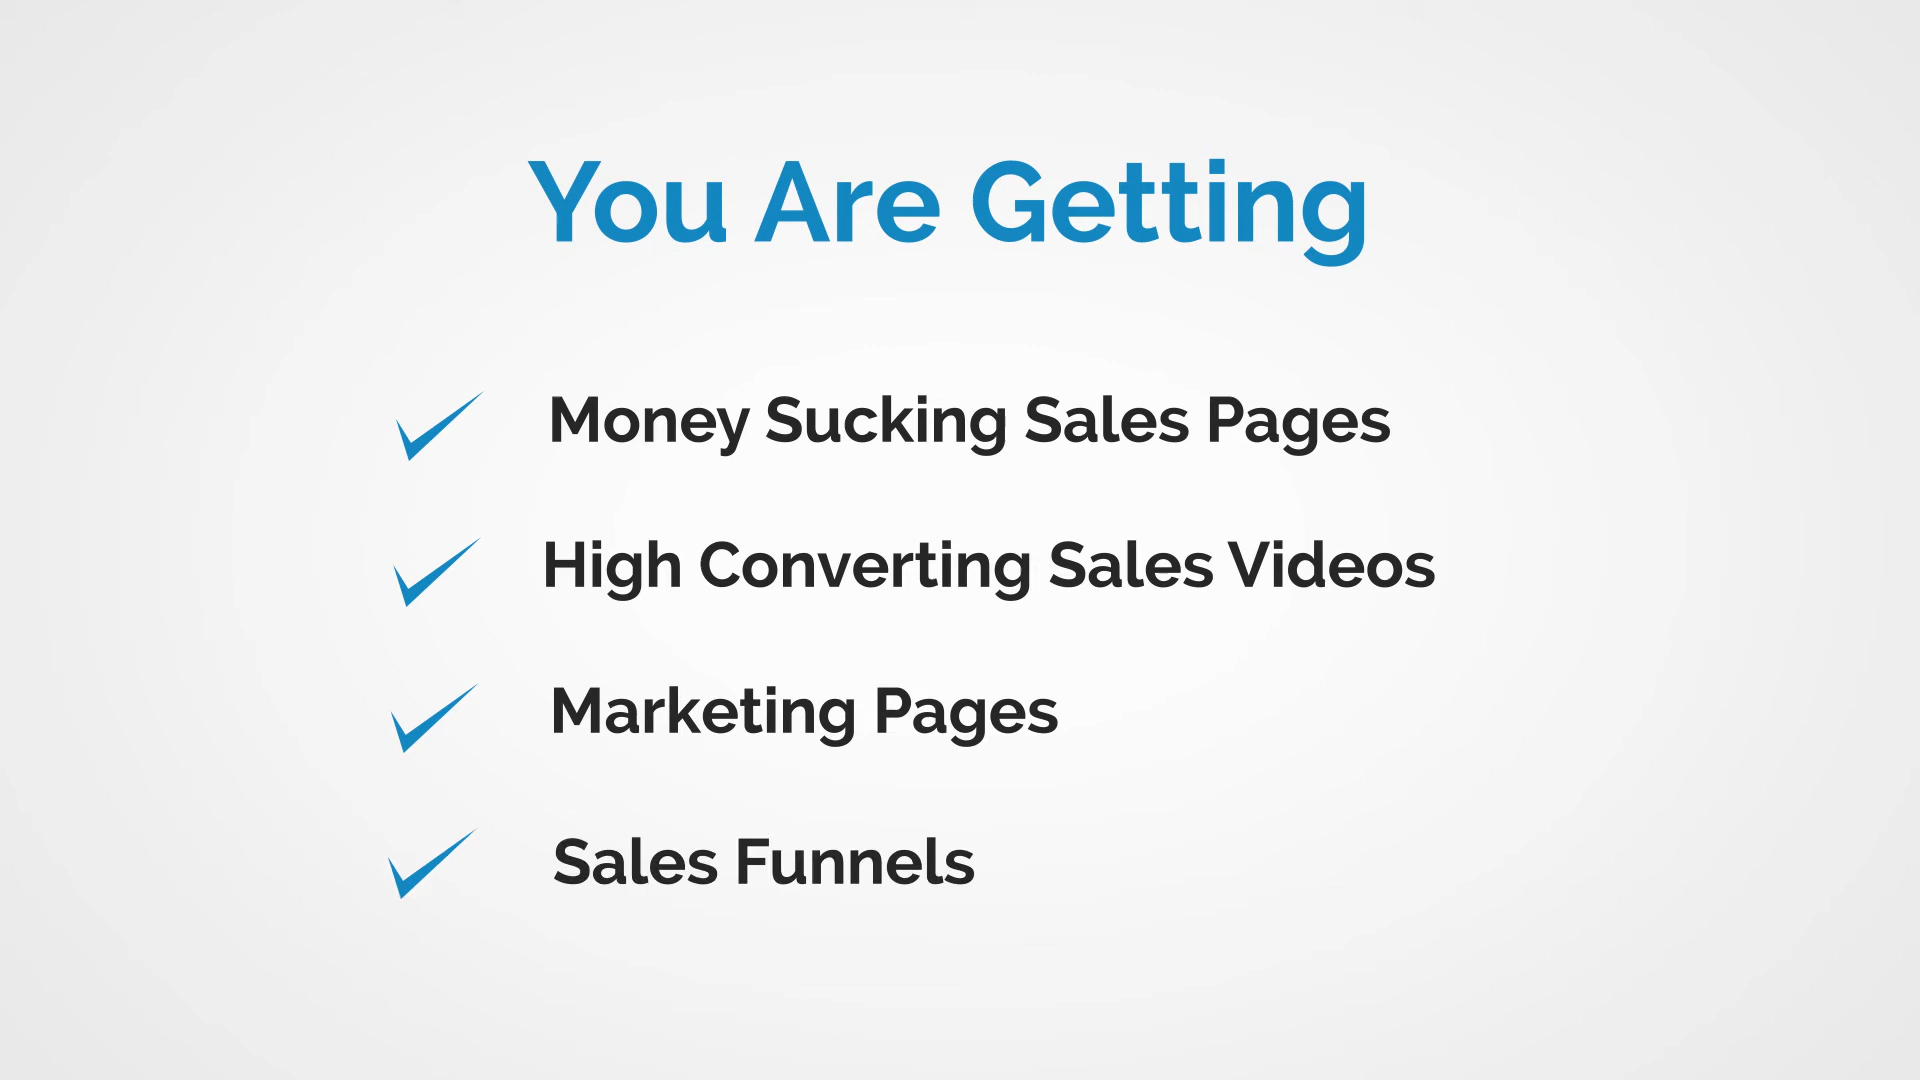 You Are Getting
Money Sucking Sales Pages
High Converting Sales Videos
Marketing Pages
Sales Funnels